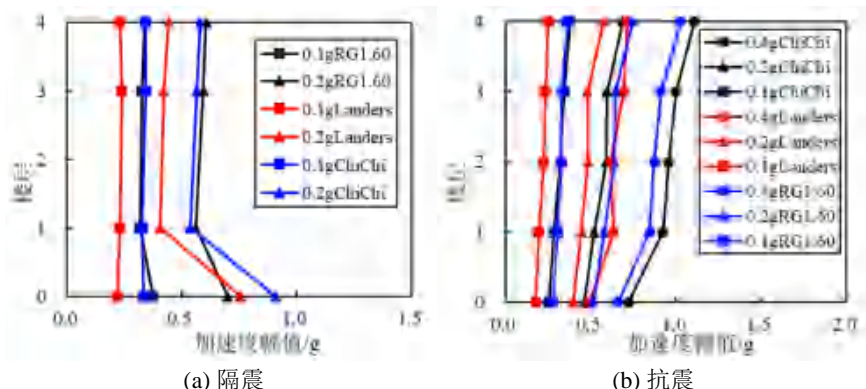 4
3
2
1
0
楼层
0.1gRG1.60
0.2gRG1.60
0.1gLanders
0.2gLanders
0.1gChiChi
0.2gChiChi
0.0 0.5 1.0 1.5
加速度幅值/g
(a) 隔震
4
3
2
1
0
楼层
0.4gChiChi
0.2gChiChi
0.1gChiChi
0.4gLanders
0.2gLanders
0.1gLanders
0.4gRG1.60
0.2gRG1.60
0.1gRG1.60
0.0 0.5 1.0 1.5 2.0
加速度幅值/g
(b) 抗震